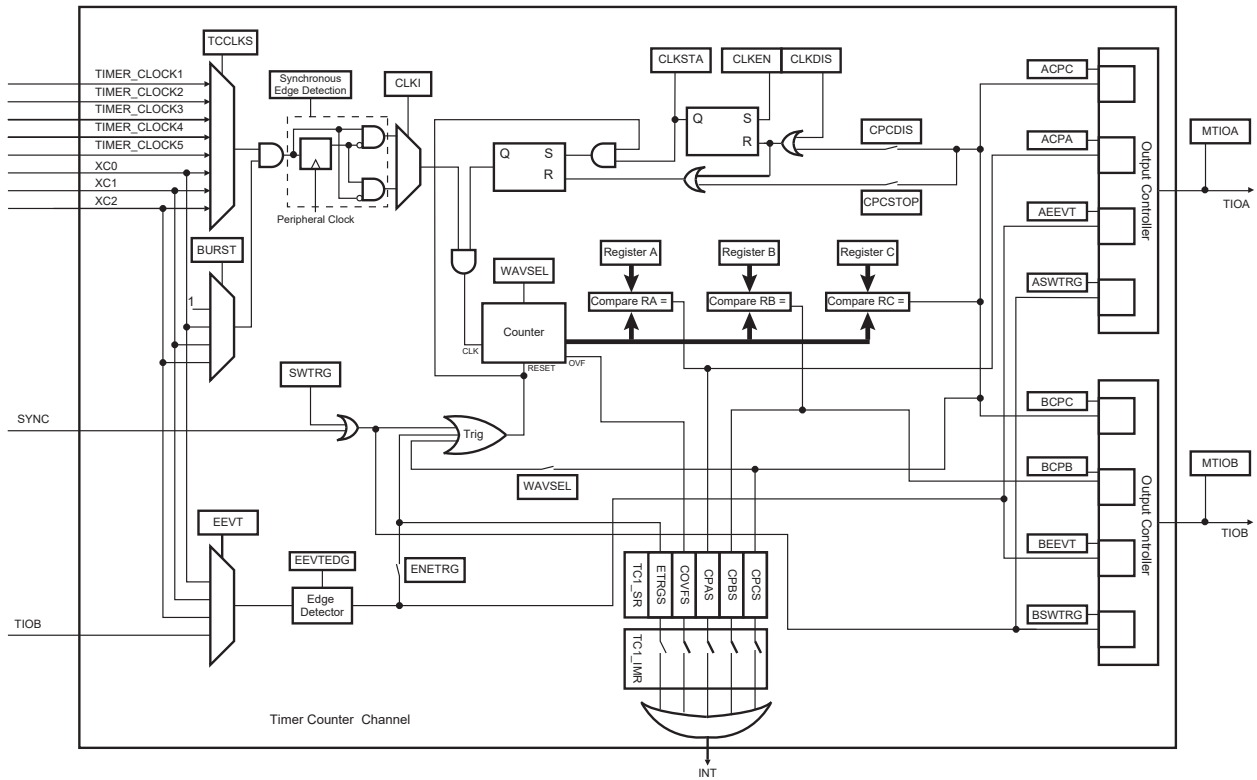 TCCLKS
TIMER_CLOCK1
TIMER_CLOCK2
TIMER_CLOCK3
TIMER_CLOCK4
TIMER_CLOCK5
XC0
XC1
XC2
Synchronous
Edge Detection
CLKI
Peripheral Clock
CLKSTA
CLKEN
CLKDIS
Q
S
R
Q
S
R
CPCDIS
CPCSTOP
ACPC
ACPA
AEEVT
ASWTRG
Output Controller
MTIOA
TIOA
BURST
1
WAVSEL
Counter
CLK
RESET
OVF
Register A
Register B
Register C
Compare RA =
Compare RB =
Compare RC =
SWTRG
SYNC
Trig
WAVSEL
BCPC
BCPB
BEEVT
BSWTRG
Output Controller
MTIOB
TIOB
EEVT
EEVTEDG
Edge
Detector
ENETRG
TIOB
TC1_SR
ETRGS
COVFS
CPAS
CPBS
CPCS
TC1_IMR
Timer Counter Channel
INT